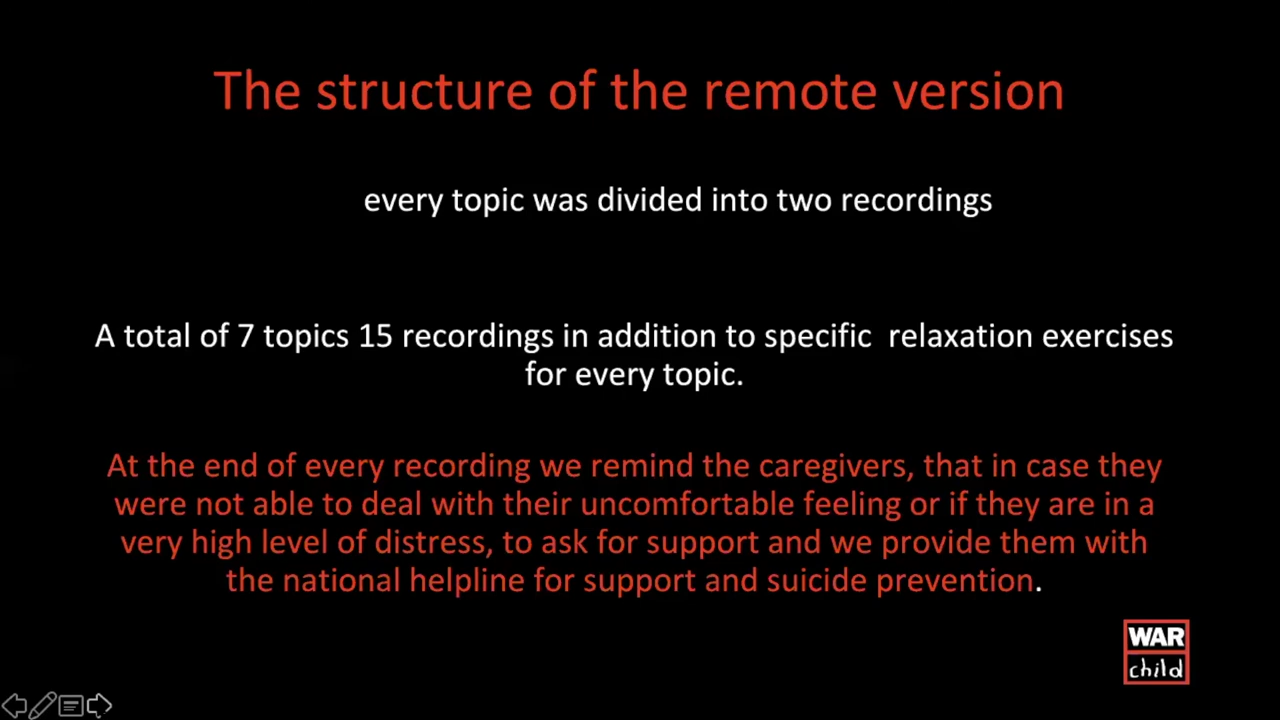 The structure of the remote version
every topic was divided into two recordings
A total of 7 topics 15 recordings in addition to specific  relaxation exercises
for every topic.
At the end of every recording we remind the caregivers, that in case they
were not able to deal with their uncomfortable feeling or if they are in a
very high level of distress, to ask for support and we provide them with
the national helpline for support and suicide prevention.
WAR
child